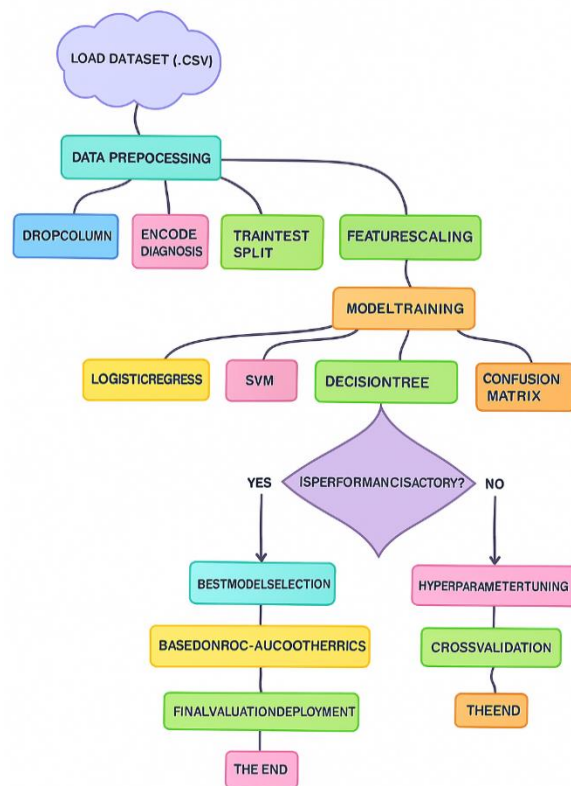 LOAD DATASET (.CSV)
DATA PREPOCESSING
DROPCOLUMN
ENCODE
DIAGNOSIS
TRAINTEST
SPLIT
FEATURESCALING
MODELTRAINING
LOGISTICREGRESS
SVM
DECISIONTREE
CONFUSION
MATRIX
ISPERFORMANCISACTORY?
YES
NO
BESTMODELSELECTION
HYPERPARAMETERTUNING
BASEDONROC-AUCOOTHERRICS
CROSSVALIDATION
FINALVALUATIONDEPLOYMENT
THEEND
THE END